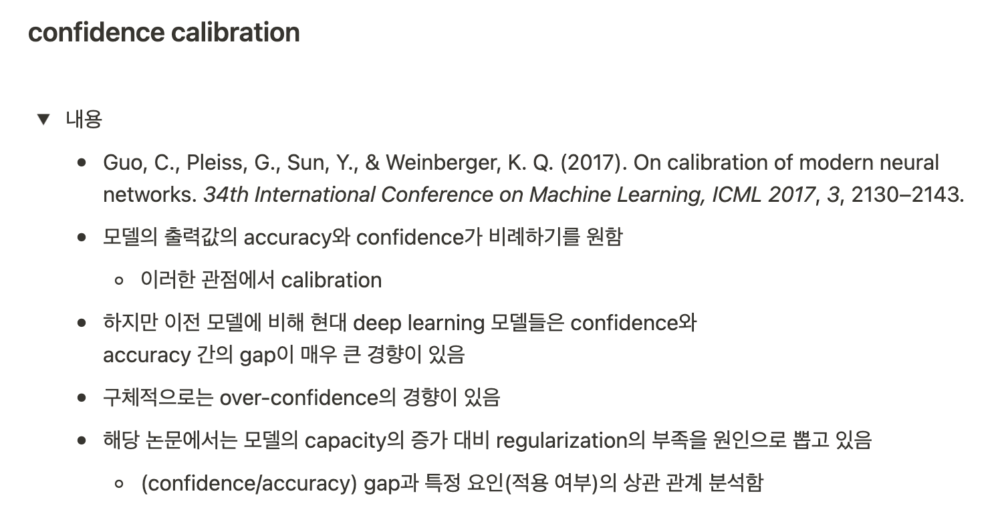 confidence calibration
▼ 내용
• Guo, C., Pleiss, G., Sun, Y., & Weinberger, K. Q. (2017). On calibration of modern neural
networks. 34th International Conference on Machine Learning, ICML 2017, 3, 2130–2143.
• 모델의 출력값의 accuracy와 confidence가 비례하기를 원함
◦ 이러한 관점에서 calibration
• 하지만 이전 모델에 비해 현대 deep learning 모델들은 confidence와
accuracy 간의 gap이 매우 큰 경향이 있음
• 구체적으로는 over-confidence의 경향이 있음
• 해당 논문에서는 모델의 capacity의 증가 대비 regularization의 부족을 원인으로 뽑고 있음
◦ (confidence/accuracy) gap과 특정 요인(적용 여부)의 상관 관계 분석함